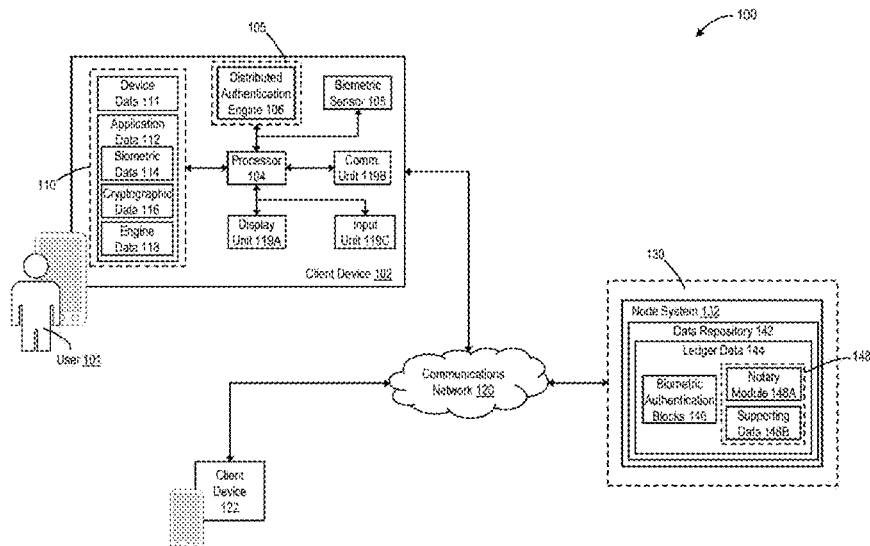 100
105
Distributed
Authentication
Engine 106
Biometric
Sensor 105
Device
Data 111
Application
Data 112
Biometric
Data 114
Cryptographic
Data 116
Engine
Data 118
110
Processor
104
Comm.
Unit 119B
Display
Unit 119A
Input
Unit 119C
Client Device 102
User 101
Communications
Network 120
Client
Device
122
130
Node System 132
Data Repository 142
Ledger Data 144
Biometric
Authentication
Blocks 146
Notary
Module 148A
Supporting
Data 148B
148